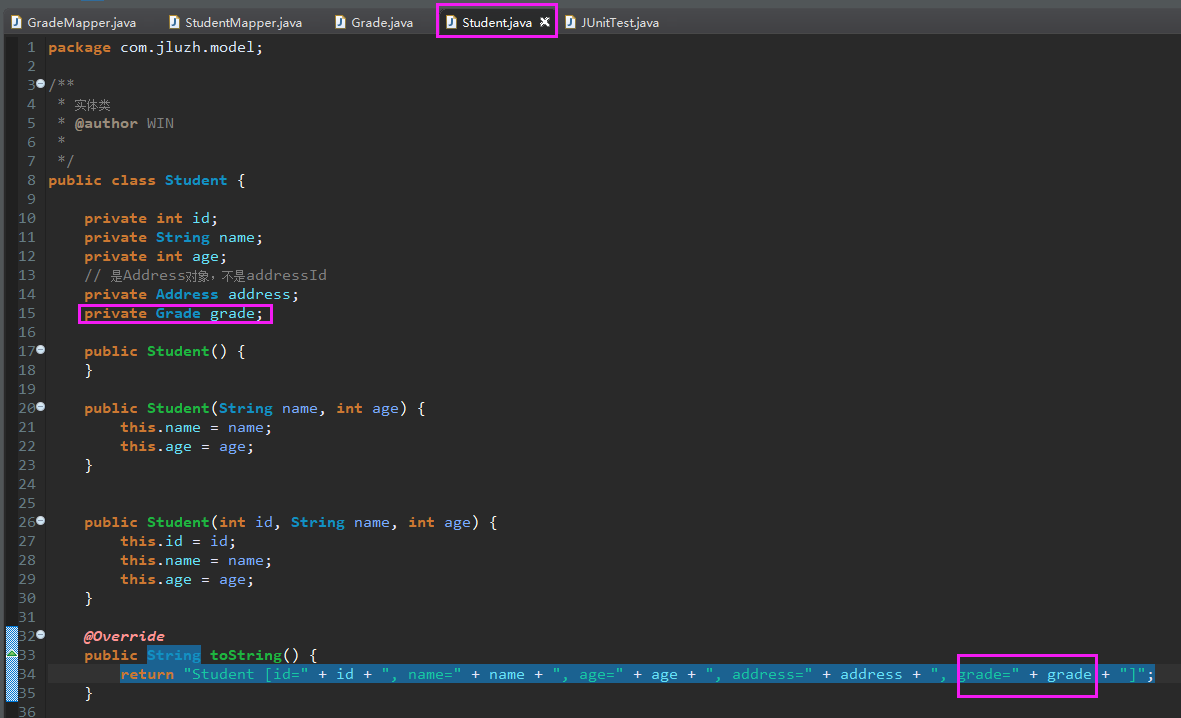 GradeMapper.java StudentMapper.java Grade.java Student.java JUnitTest.java
1 package com.jluzh.model;
2
3 /**
4 * 实体类
5 * @author WIN
6 *
7 */
8 public class Student {
9
10 private int id;
11 private String name;
12 private int age;
13 // 是Address对象，不是addressId
14 private Address address;
15 private Grade grade;
16
17 public Student() {
18 }
19
20 public Student(String name, int age) {
21 this.name = name;
22 this.age = age;
23 }
24
25
26 public Student(int id, String name, int age) {
27 this.id = id;
28 this.name = name;
29 this.age = age;
30 }
31
32 @Override
33 public String toString() {
34 return "Student [id=" + id + ", name=" + name + ", age=" + age + ", address=" + address + ", grade=" + grade + "]";
35 }
36